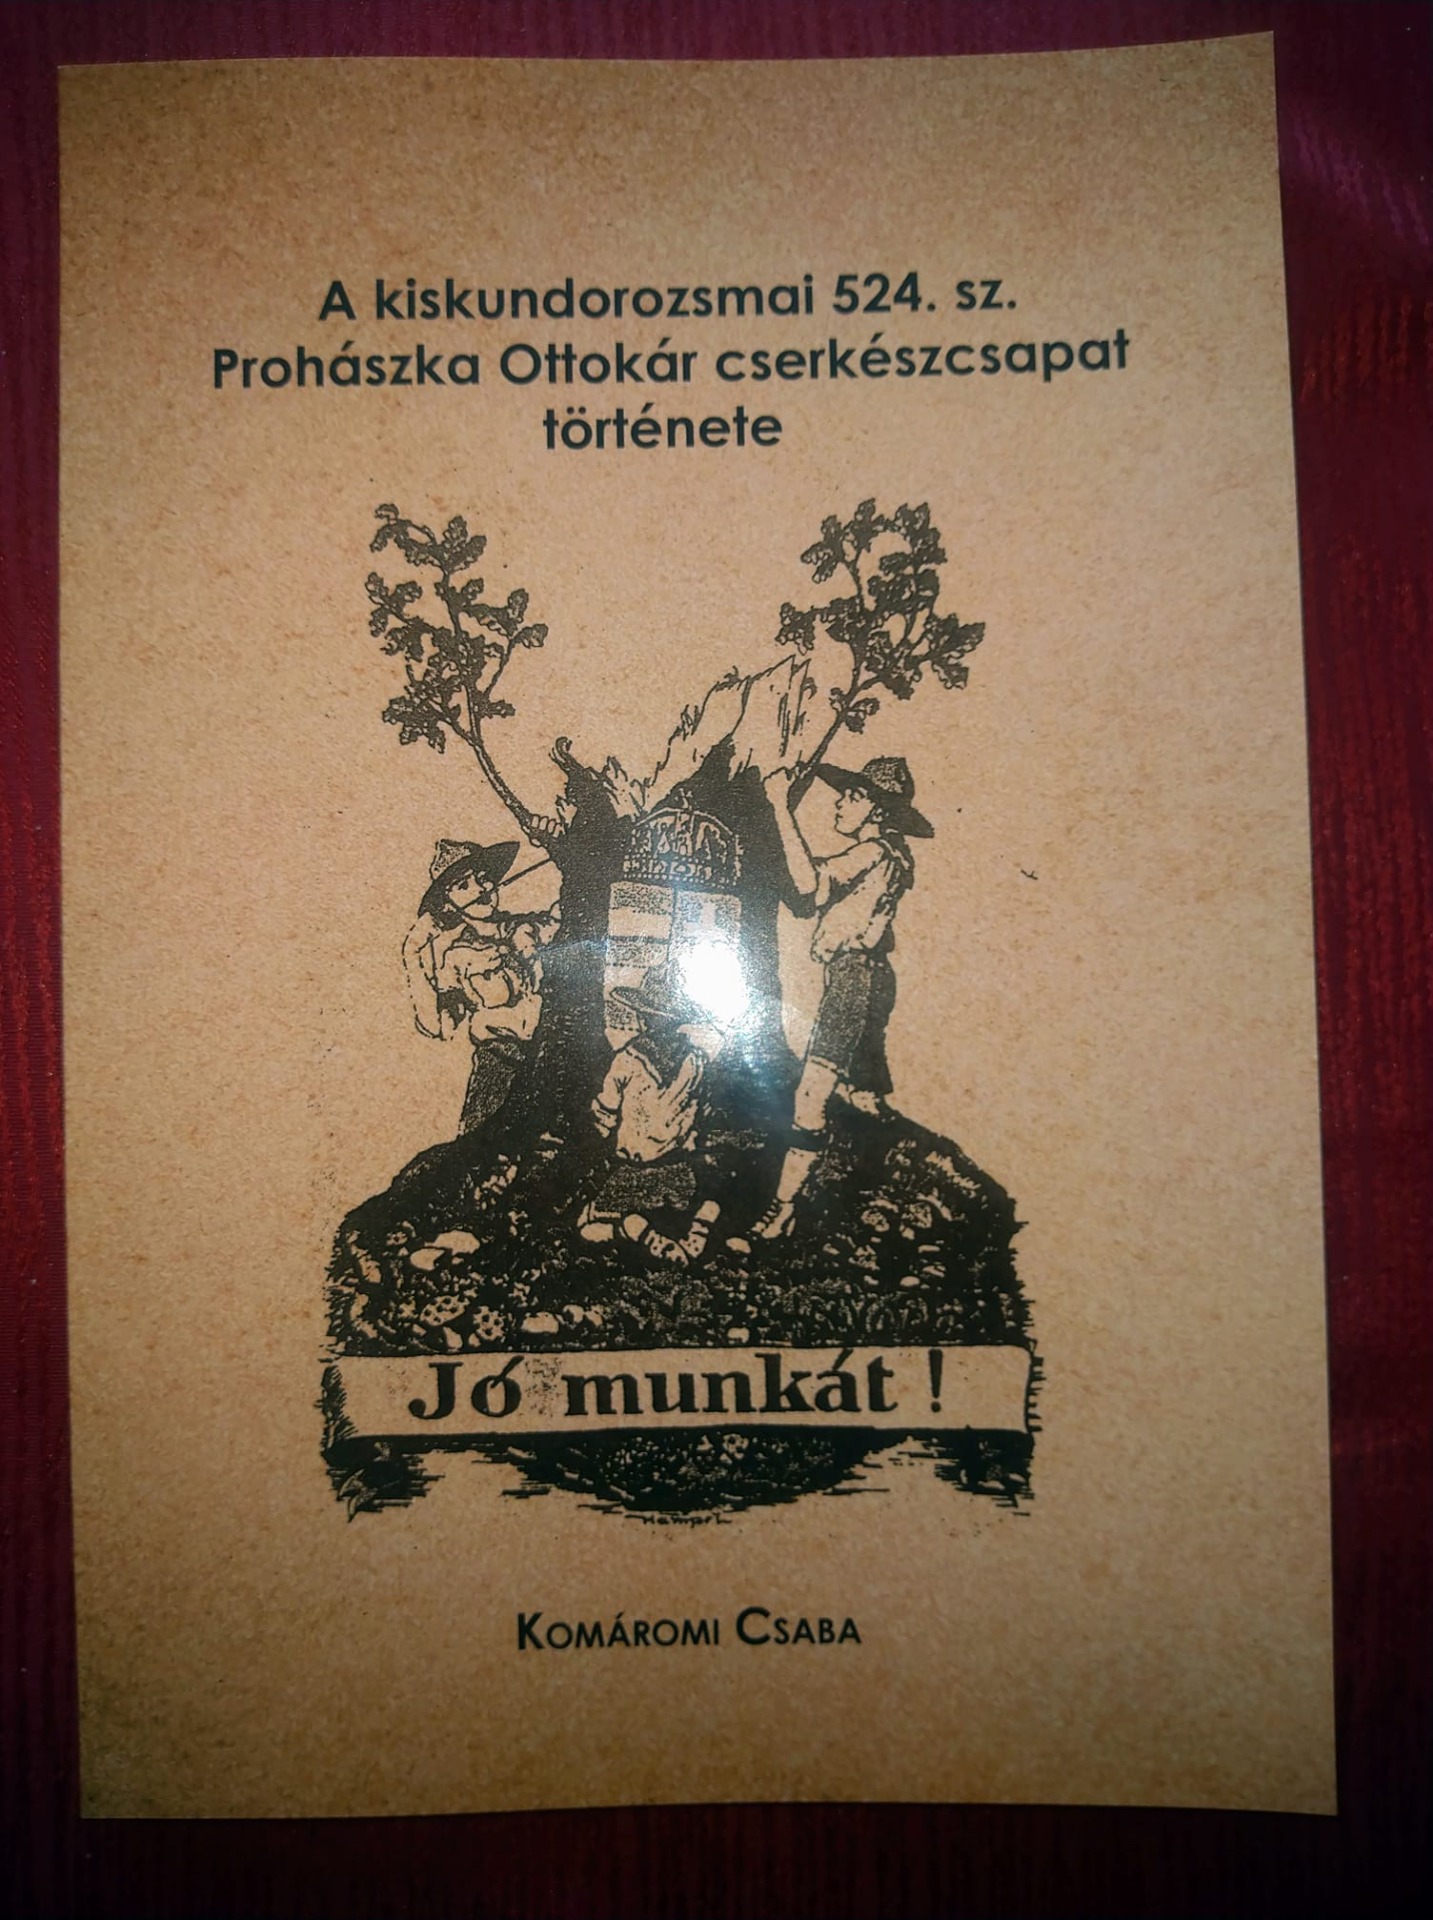 A kiskundorozsmai 524. sz.
Prohászka Ottokár cserkészcsapat
története
Jó munkát !
KOMÁROMI CSABA